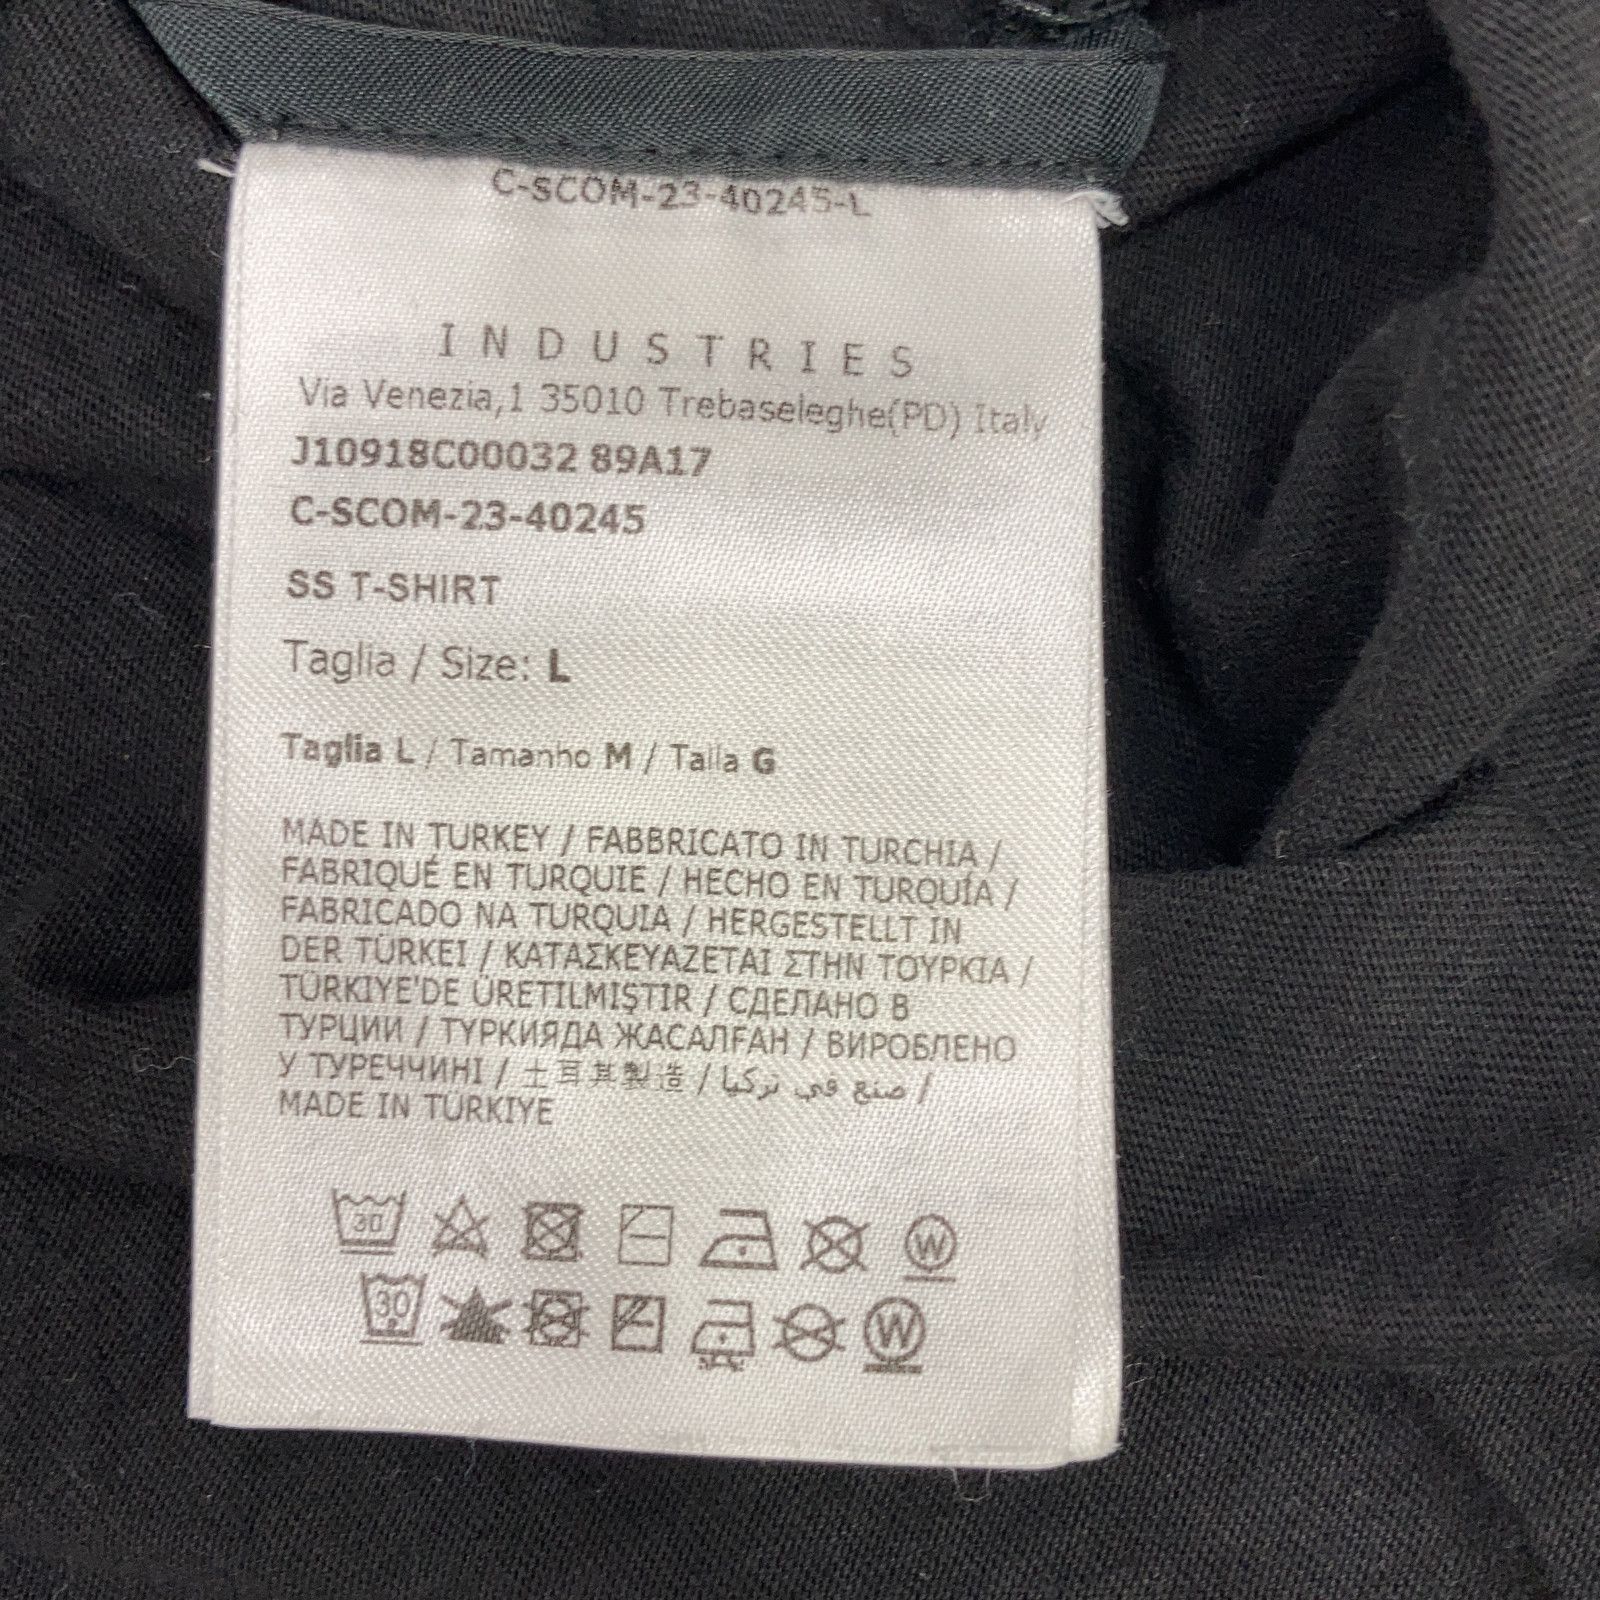 C-SCOM-23-40245-L
INDUSTRIES
Via Venezia,1 35010 Trebaseleghe(PD) Italy
J10918C00032 89A17
C-SCOM-23-40245
SS T-SHIRT
Taglia / Size: L
Taglia L / Tamanho M / Talla G
MADE IN TURKEY / FABBRICATO IN TURCHIA /
FABRIQUÉ EN TURQUIE / HECHO EN TURQUÍA /
FABRICADO NA TURQUIA / HERGESTELLT IN
DER TÜRKEI / ΚΑΤΑΣΚΕΥΑΖΕΤΑΙ ΣΤΗΝ ΤΟΥΡΚΙΑ /
TÜRKIYE'DE ÜRETILMIŞTIR / СДЕЛАНО В
ТУРЦИИ / ТҮРКИЯДА ЖАСАЛҒАН / ВИРОБЛЕНО
У ТУРЕЧЧИНІ / 土耳其製造 / صنع في تركيا /
MADE IN TÜRKIYE
30 W
30 W